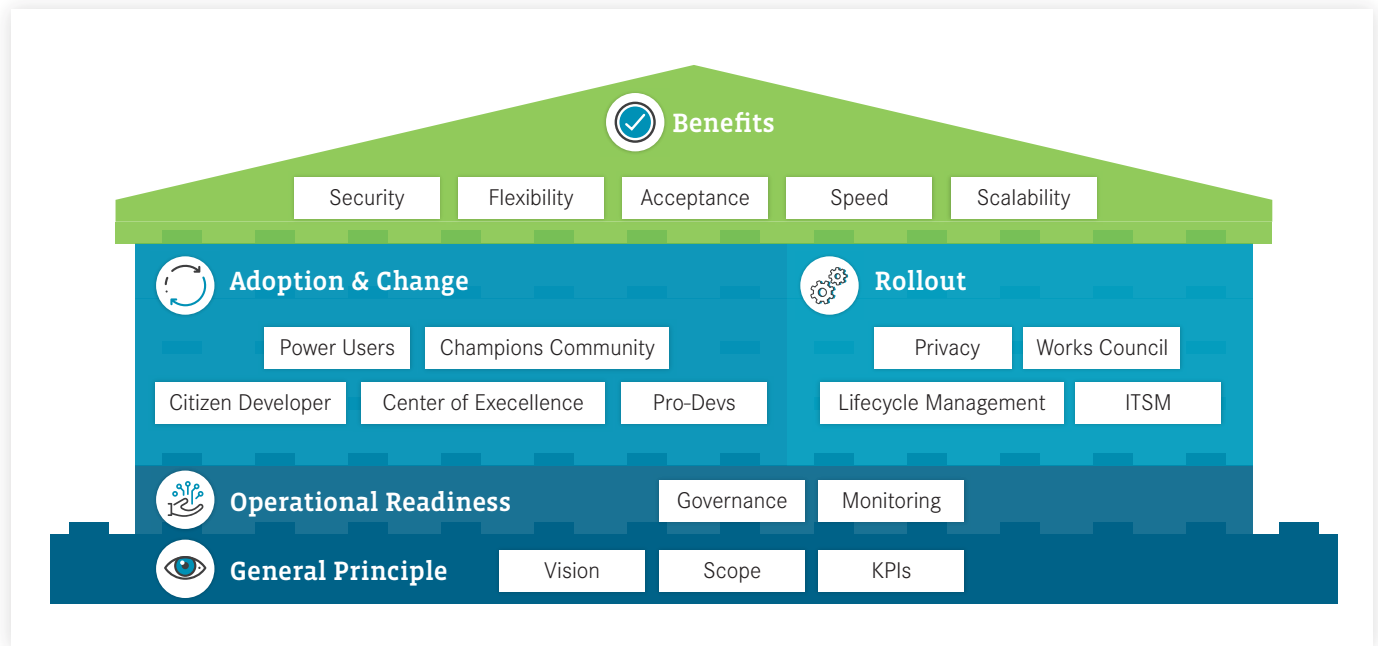 Benefits
Security Flexibility Acceptance Speed Scalability
Adoption & Change
Power Users Champions Community
Citizen Developer Center of Execellence Pro-Devs
Rollout
Privacy Works Council
Lifecycle Management ITSM
Operational Readiness Governance Monitoring
General Principle Vision Scope KPIs